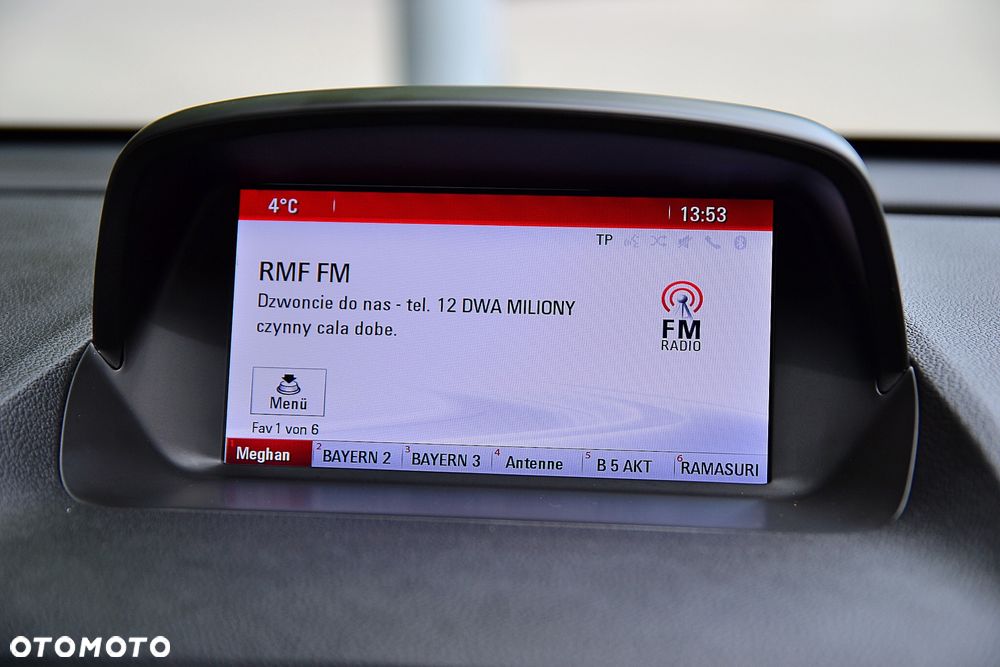 4°C 13:53
TP
RMF FM
Dzwoncie do nas - tel. 12 DWA MILIONY
czynny cala dobe.
FM
RADIO
Menü
Fav 1 von 6
1 Meghan 2 BAYERN 2 3 BAYERN 3 4 Antenne 5 B 5 AKT 6 RAMASURI
OTOMOTO